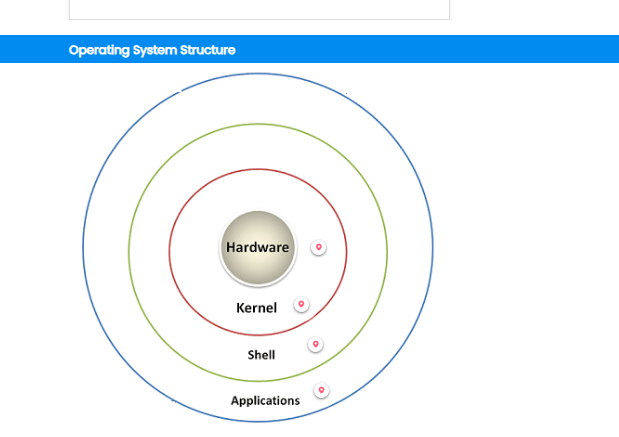 Operating System Structure
Hardware
Kernel
Shell
Applications